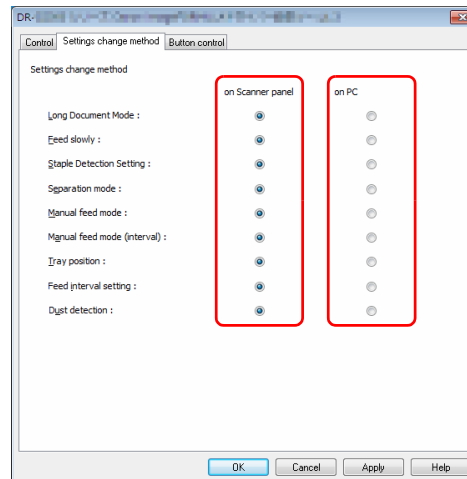 DR-
Control Settings change method Button control
Settings change method
on Scanner panel on PC
Long Document Mode :
Feed slowly :
Staple Detection Setting :
Separation mode :
Manual feed mode :
Manual feed mode (interval) :
Tray position :
Feed interval setting :
Dust detection :
OK Cancel Apply Help